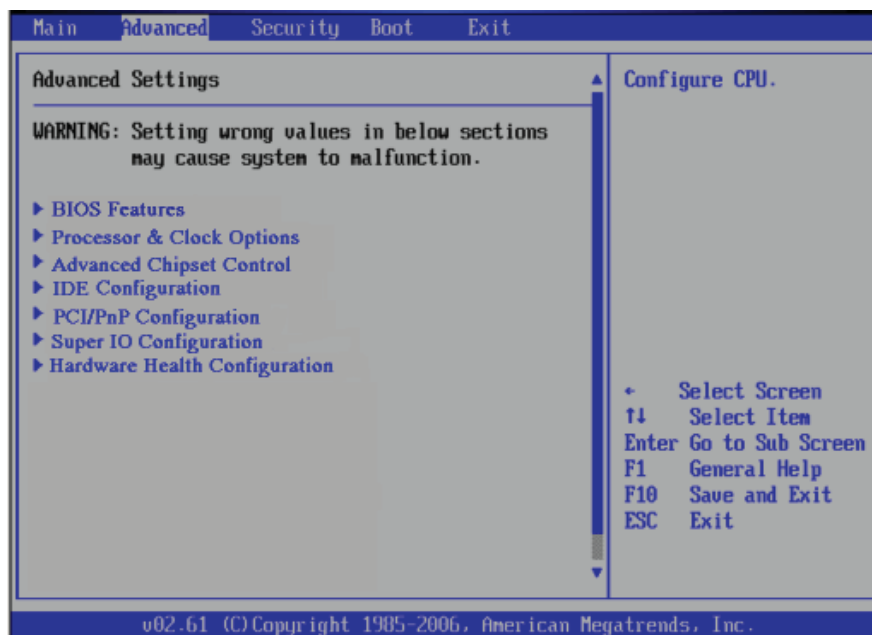 Main Advanced Security Boot Exit
Advanced Settings
WARNING: Setting wrong values in below sections
may cause system to malfunction.
▶ BIOS Features
▶ Processor & Clock Options
▶ Advanced Chipset Control
▶ IDE Configuration
▶ PCI/PnP Configuration
▶ Super IO Configuration
▶ Hardware Health Configuration
Configure CPU.
← Select Screen
↑↓ Select Item
Enter Go to Sub Screen
F1 General Help
F10 Save and Exit
ESC Exit
v02.61 (C)Copyright 1985-2006, American Megatrends, Inc.